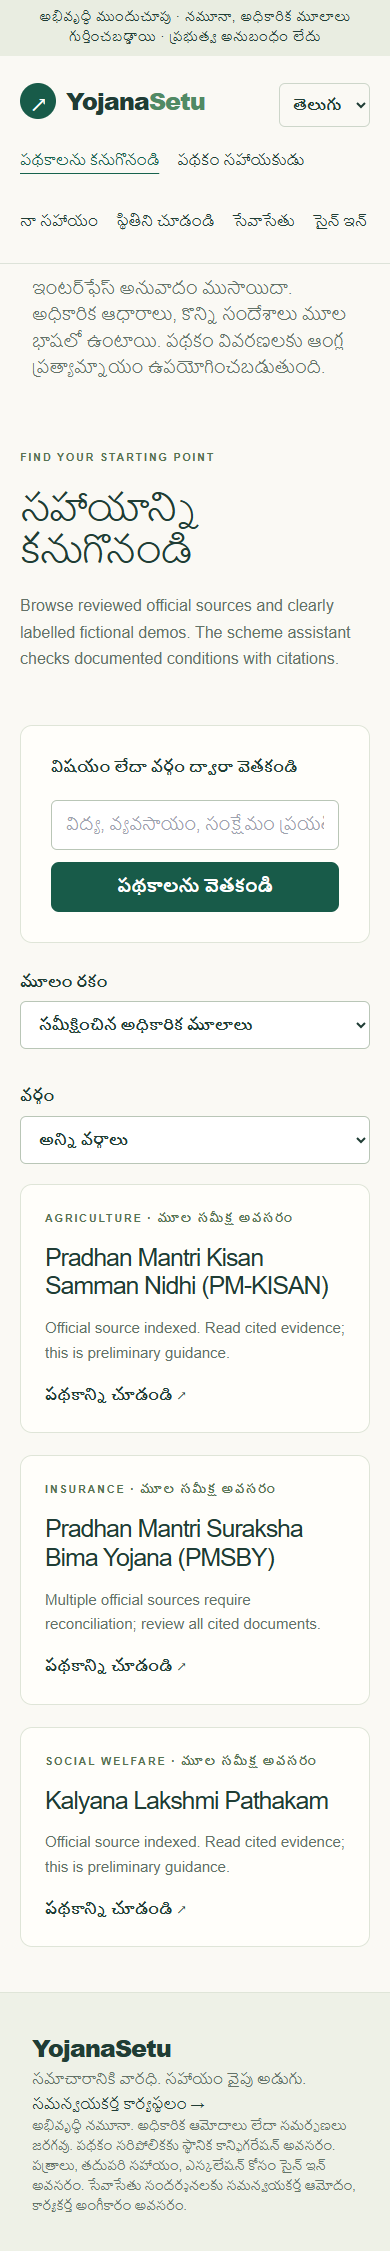 అభివృద్ధి ముందుచూపు · నమూనా, అధికారిక మూలాలు
గుర్తించబడ్డాయి · ప్రభుత్వ అనుబంధం లేదు
↗ YojanaSetu
తెలుగు
పథకాలను కనుగొనండి పథకం సహాయకుడు
నా సహాయం స్థితిని చూడండి సేవాసేతు సైన్ ఇన్
ఇంటర్‌ఫేస్ అనువాదం ముసాయిదా.
అధికారిక ఆధారాలు, కొన్ని సందేశాలు మూల
భాషలో ఉంటాయి. పథకం వివరణలకు ఆంగ్ల
ప్రత్యామ్నాయం ఉపయోగించబడుతుంది.
FIND YOUR STARTING POINT
సహాయాన్ని
కనుగొనండి
Browse reviewed official sources and clearly
labelled fictional demos. The scheme assistant
checks documented conditions with citations.
విషయం లేదా వర్గం ద్వారా వెతకండి
విద్య, వ్యవసాయం, సంక్షేమం
పథకాలను వెతకండి
మూలం రకం
సమీక్షించిన అధికారిక మూలాలు
వర్గం
అన్ని వర్గాలు
AGRICULTURE · మూల సమీక్ష అవసరం
Pradhan Mantri Kisan
Samman Nidhi (PM-KISAN)
Official source indexed. Read cited evidence;
this is preliminary guidance.
పథకాన్ని చూడండి ↗
INSURANCE · మూల సమీక్ష అవసరం
Pradhan Mantri Suraksha
Bima Yojana (PMSBY)
Multiple official sources require
reconciliation; review all cited documents.
పథకాన్ని చూడండి ↗
SOCIAL WELFARE · మూల సమీక్ష అవసరం
Kalyana Lakshmi Pathakam
Official source indexed. Read cited evidence;
this is preliminary guidance.
పథకాన్ని చూడండి ↗
YojanaSetu
సమాచారానికి వారధి. సహాయం వైపు అడుగు.
సమన్వయకర్త కార్యస్థలం →
అభివృద్ధి నమూనా. అధికారిక ఆమోదాలు లేదా సమర్పణలు
జరగవు. పథకం సరిపోలికకు స్థానిక కాన్ఫిగరేషన్ అవసరం.
పత్రాలు, తదుపరి సహాయం, ఎస్కలేషన్ కోసం సైన్ ఇన్
అవసరం. సేవాసేతు సందర్శనలకు సమన్వయకర్త ఆమోదం,
కార్యకర్త అంగీకారం అవసరం.